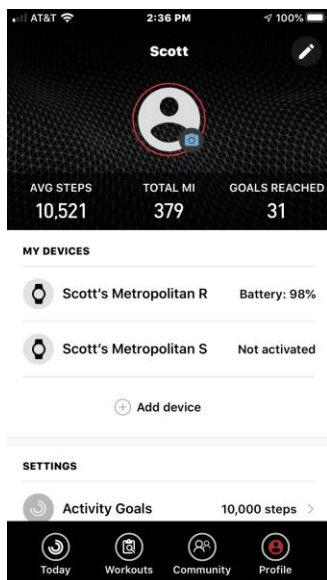 AT&T 2:36 PM 100%
Scott
AVG STEPS TOTAL MI GOALS REACHED
10,521 379 31
MY DEVICES
Scott's Metropolitan R Battery: 98%
Scott's Metropolitan S Not activated
Add device
SETTINGS
Activity Goals 10,000 steps >
Today Workouts Community Profile